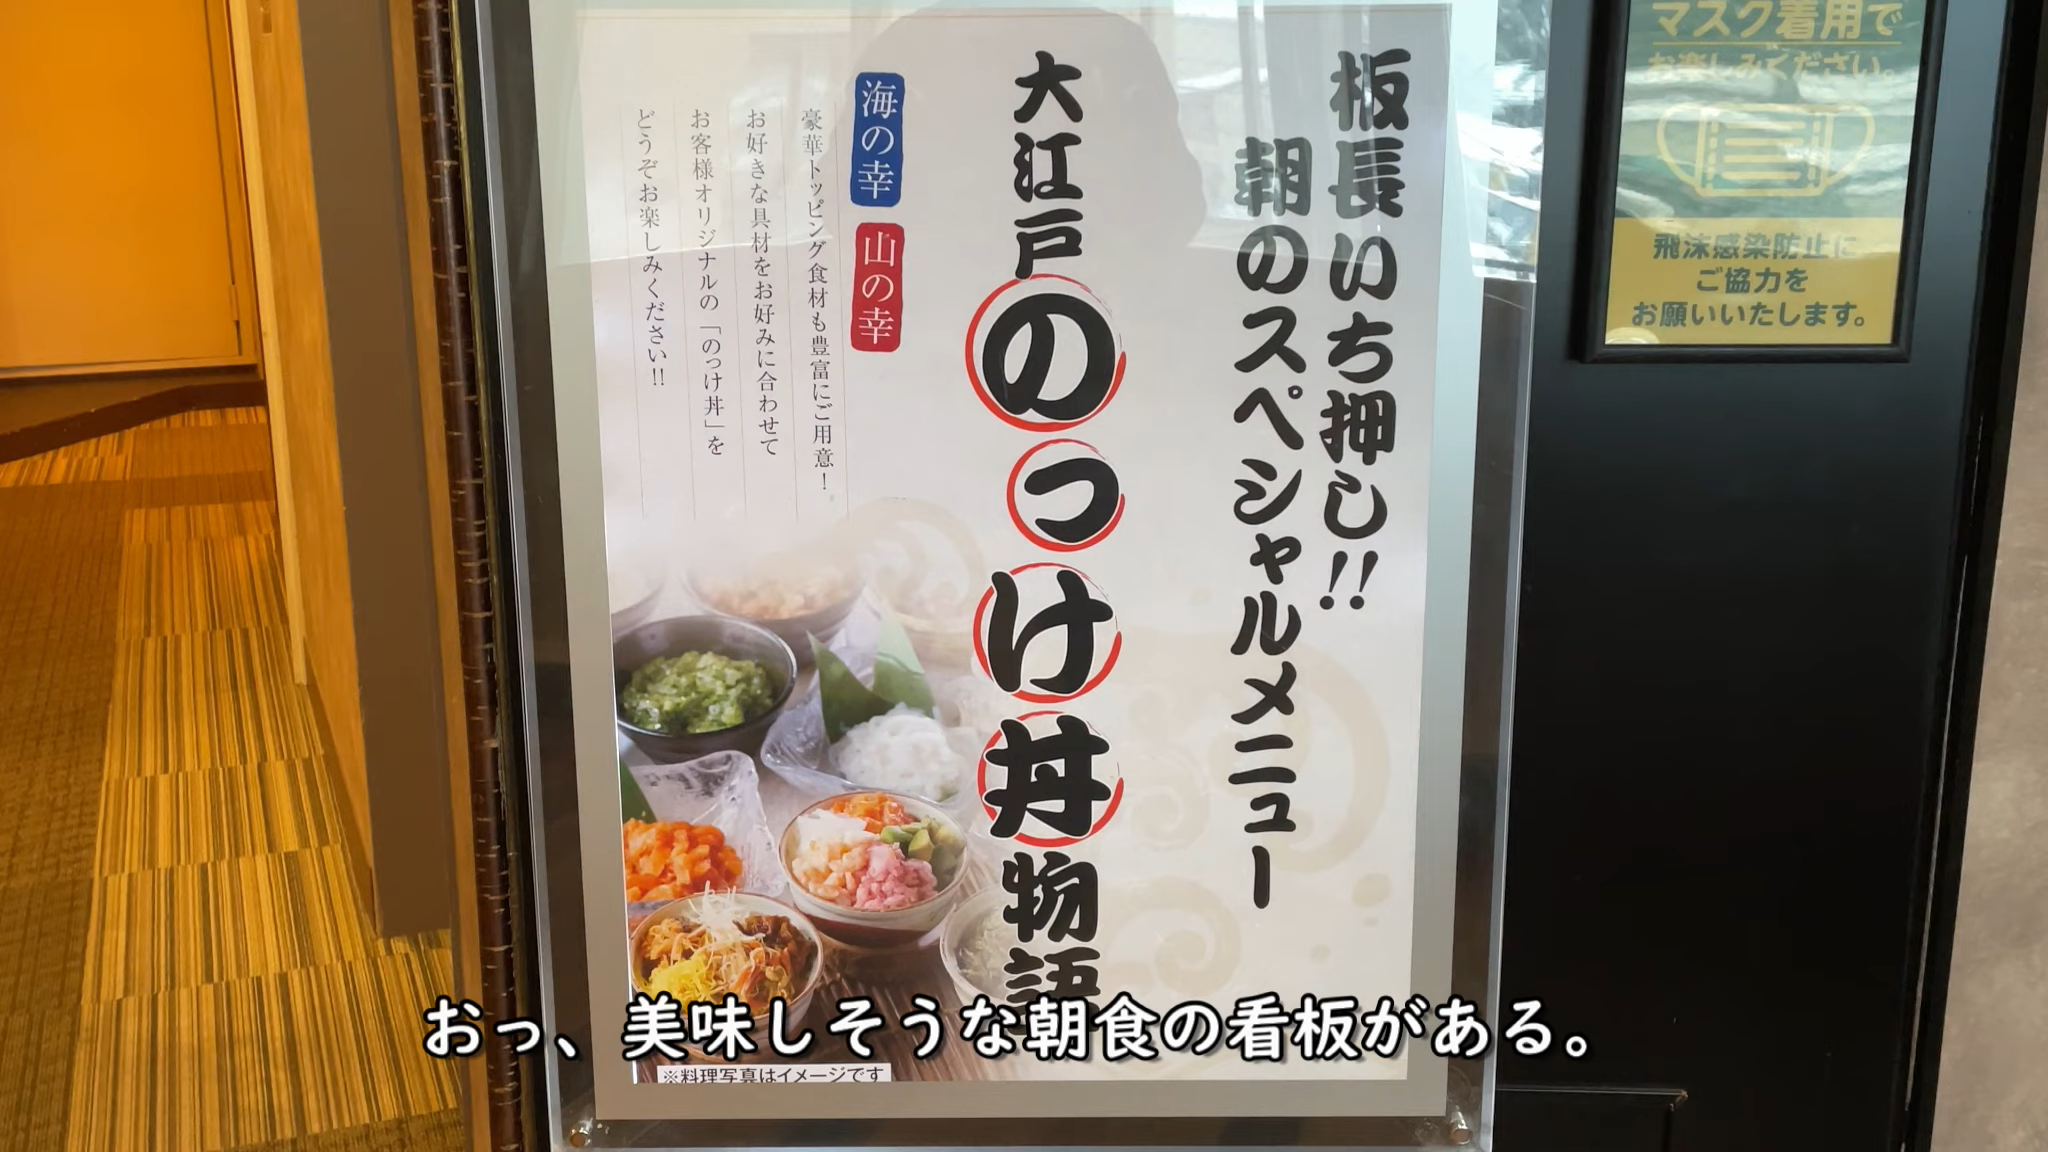 板長いち押し!!
朝のスペシャルメニュー
大江戸のっけ丼物語
海の幸
山の幸
豪華トッピング食材も豊富にご用意!
お好きな具材をお好みに合わせて
お客様オリジナルの「のっけ丼」を
どうぞお楽しみください!!
※料理写真はイメージです
マスク着用で
お楽しみください。
飛沫感染防止に
ご協力を
お願いいたします。
おっ、美味しそうな朝食の看板がある。